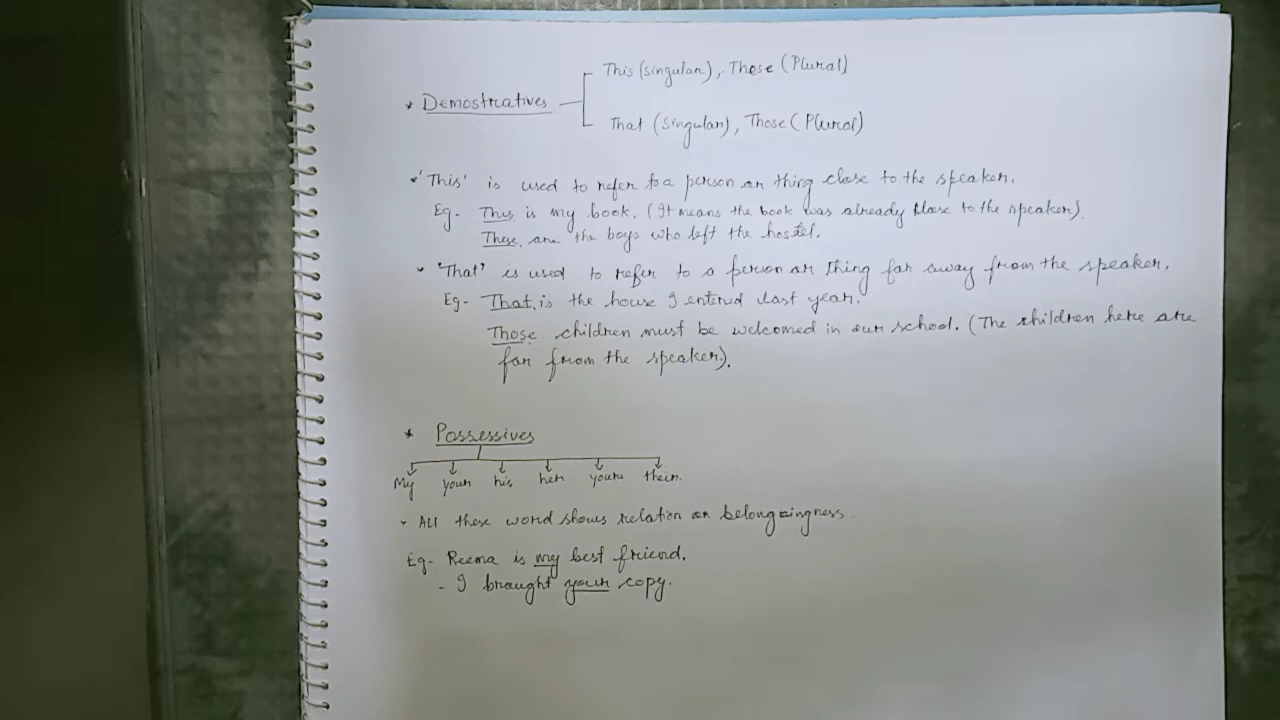 This (singular), These (Plural)
* Demostratives
That (Singular), Those (Plural)
• 'This' is used to refer to a person or thing close to the speaker.
Eg- This is my book. (It means the book was already close to the speaker).
These are the boys who left the hostel.
• 'That' is used to refer to a person or thing far away from the speaker.
Eg- That is the house I entered last year.
Those children must be welcomed in our school. (The children here are
far from the speaker).
* Possessives
My your his her yours their
• All these word shows relation or belongingness.
Eg- Reema is my best friend.
- I brought your copy.